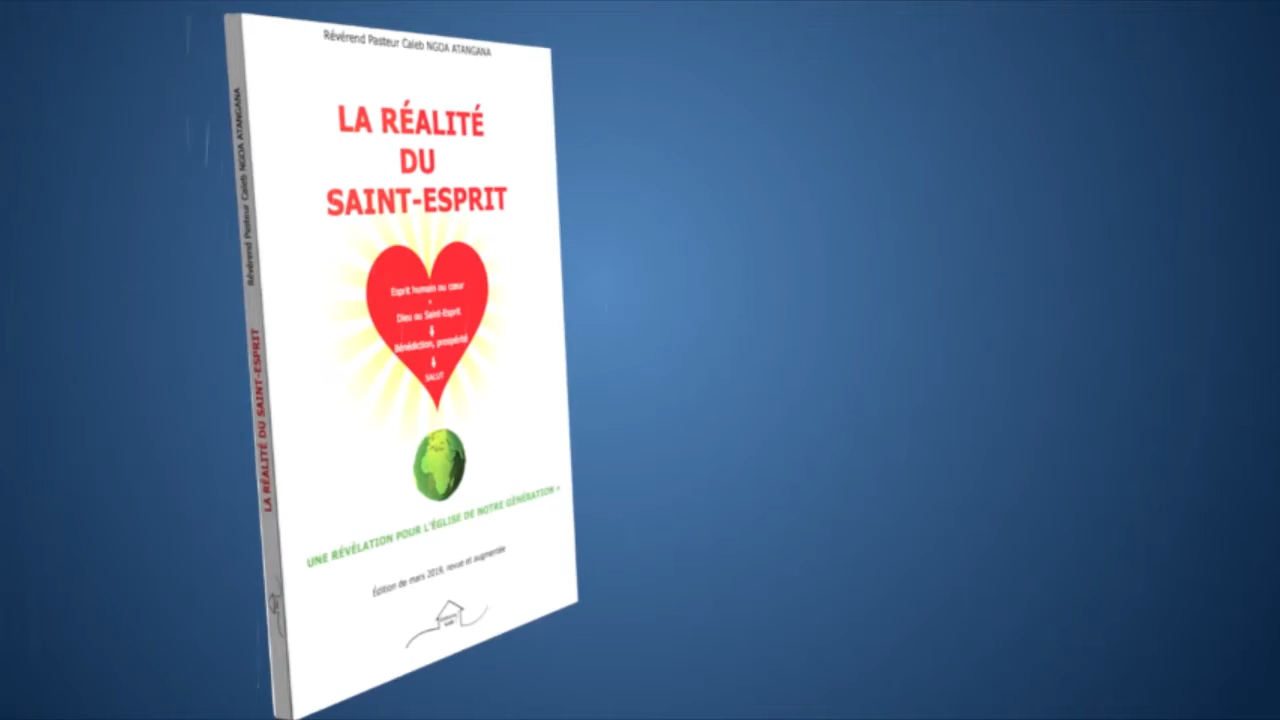 Révérend Pasteur Caleb NGOA ATANGANA
LA RÉALITÉ
DU
SAINT-ESPRIT
Esprit humain ou cœur
+
Dieu ou Saint-Esprit
Bénédiction, prospérité
SALUT
UNE RÉVÉLATION POUR L'ÉGLISE DE NOTRE GÉNÉRATION »
Édition de mars 2019, revue et augmentée
Révérend Pasteur Caleb NGOA ATANGANA
LA RÉALITÉ DU SAINT-ESPRIT